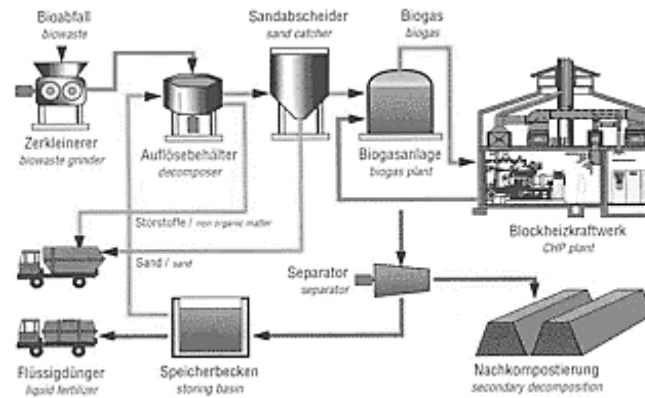 Bioabfall
biowaste
Sandabscheider
sand catcher
Biogas
biogas
Zerkleinerer
biowaste grinder
Auflösebehälter
decomposer
Biogasanlage
biogas plant
Blockheizkraftwerk
CHP plant
Störstoffe / non organic matter
Sand / sand
Separator
separator
Flüssigdünger
liquid fertilizer
Speicherbecken
storing basin
Nachkompostierung
secondary decomposition